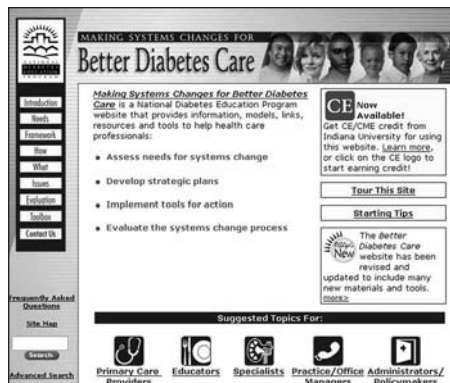 NATIONAL
DIABETES
EDUCATION
PROGRAM
MAKING SYSTEMS CHANGES FOR
Better Diabetes Care
Introduction
Needs
Framework
How
What
Issues
Evaluation
Toolbox
Contact Us
Frequently Asked
Questions
Site Map
Search
Advanced Search
Making Systems Changes for Better Diabetes
Care is a National Diabetes Education Program
website that provides information, models, links,
resources and tools to help health care
professionals:
Assess needs for systems change
Develop strategic plans
Implement tools for action
Evaluate the systems change process
CE Now
Available!
Get CE/CME credit from
Indiana University for using
this website. Learn more,
or click on the CE logo to
start earning credit!
Tour This Site
Starting Tips
What's
New
The Better
Diabetes Care
website has been
revised and
updated to include many
new materials and tools.
more>
Suggested Topics For:
Primary Care
Providers
Educators
Specialists
Practice/Office
Managers
Administrators/
Policymakers